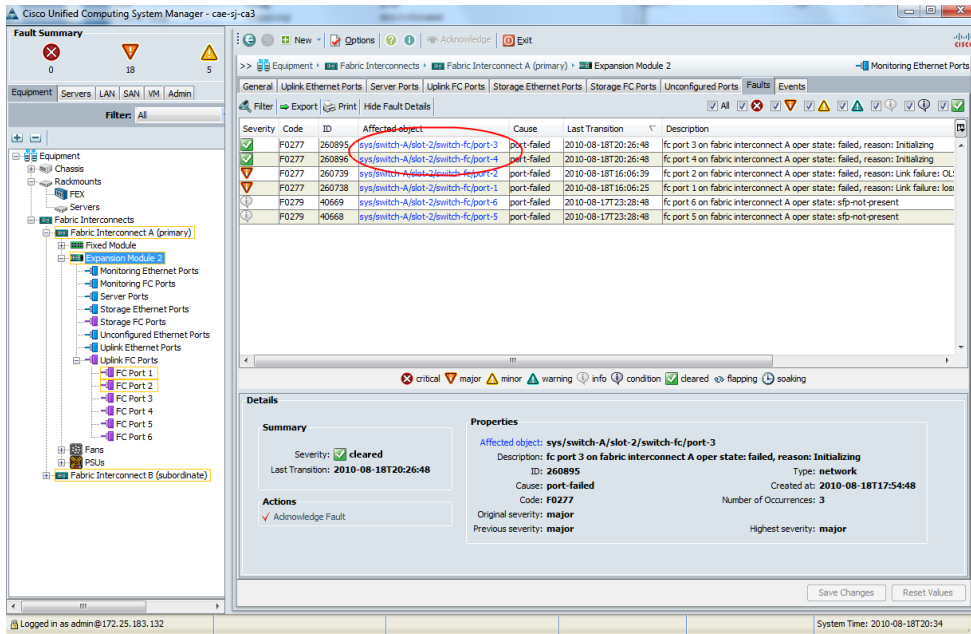 Cisco Unified Computing System Manager - cae-sj-ca3
Fault Summary
0 18 5
New Options Acknowledge Exit
CISCO
>> Equipment Fabric Interconnects Fabric Interconnect A (primary) Expansion Module 2 Monitoring Ethernet Ports
Equipment Servers LAN SAN VM Admin
Filter: All
General Uplink Ethernet Ports Server Ports Uplink FC Ports Storage Ethernet Ports Storage FC Ports Unconfigured Ports Faults Events
Filter Export Print Hide Fault Details All
Equipment
Chassis
Rackmounts
FEX
Servers
Fabric Interconnects
Fabric Interconnect A (primary)
Fixed Module
Expansion Module 2
Monitoring Ethernet Ports
Monitoring FC Ports
Server Ports
Storage Ethernet Ports
Storage FC Ports
Unconfigured Ethernet Ports
Uplink Ethernet Ports
Uplink FC Ports
FC Port 1
FC Port 2
FC Port 3
FC Port 4
FC Port 5
FC Port 6
Fans
PSUs
Fabric Interconnect B (subordinate)
Severity Code ID Affected object Cause Last Transition Description
F0277 260895 sys/switch-A/slot-2/switch-fc/port-3 port-failed 2010-08-18T20:26:48 fc port 3 on fabric interconnect A oper state: failed, reason: Initializing
F0277 260896 sys/switch-A/slot-2/switch-fc/port-4 port-failed 2010-08-18T20:26:48 fc port 4 on fabric interconnect A oper state: failed, reason: Initializing
F0277 260739 sys/switch-A/slot-2/switch-fc/port-2 port-failed 2010-08-18T16:06:39 fc port 2 on fabric interconnect A oper state: failed, reason: Link failure: OL
F0277 260738 sys/switch-A/slot-2/switch-fc/port-1 port-failed 2010-08-18T16:06:25 fc port 1 on fabric interconnect A oper state: failed, reason: Link failure: los
F0279 40669 sys/switch-A/slot-2/switch-fc/port-6 port-failed 2010-08-17T23:28:48 fc port 6 on fabric interconnect A oper state: sfp-not-present
F0279 40668 sys/switch-A/slot-2/switch-fc/port-5 port-failed 2010-08-17T23:28:48 fc port 5 on fabric interconnect A oper state: sfp-not-present
critical major minor warning info condition cleared flapping soaking
Details
Summary
Severity: cleared
Last Transition: 2010-08-18T20:26:48
Actions
Acknowledge Fault
Properties
Affected object: sys/switch-A/slot-2/switch-fc/port-3
Description: fc port 3 on fabric interconnect A oper state: failed, reason: Initializing
ID: 260895 Type: network
Cause: port-failed Created at: 2010-08-18T17:54:48
Code: F0277 Number of Occurrences: 3
Original severity: major
Previous severity: major Highest severity: major
Save Changes Reset Values
Logged in as admin@172.25.183.132 System Time: 2010-08-18T20:34